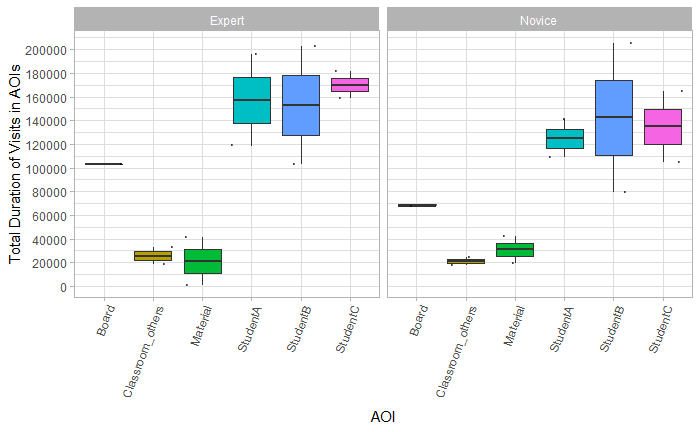 Expert
Novice
Total Duration of Visits in AOIs
200000
180000
160000
140000
120000
100000
80000
60000
40000
20000
0
Board
Classroom_others
Material
StudentA
StudentB
StudentC
Board
Classroom_others
Material
StudentA
StudentB
StudentC
AOI